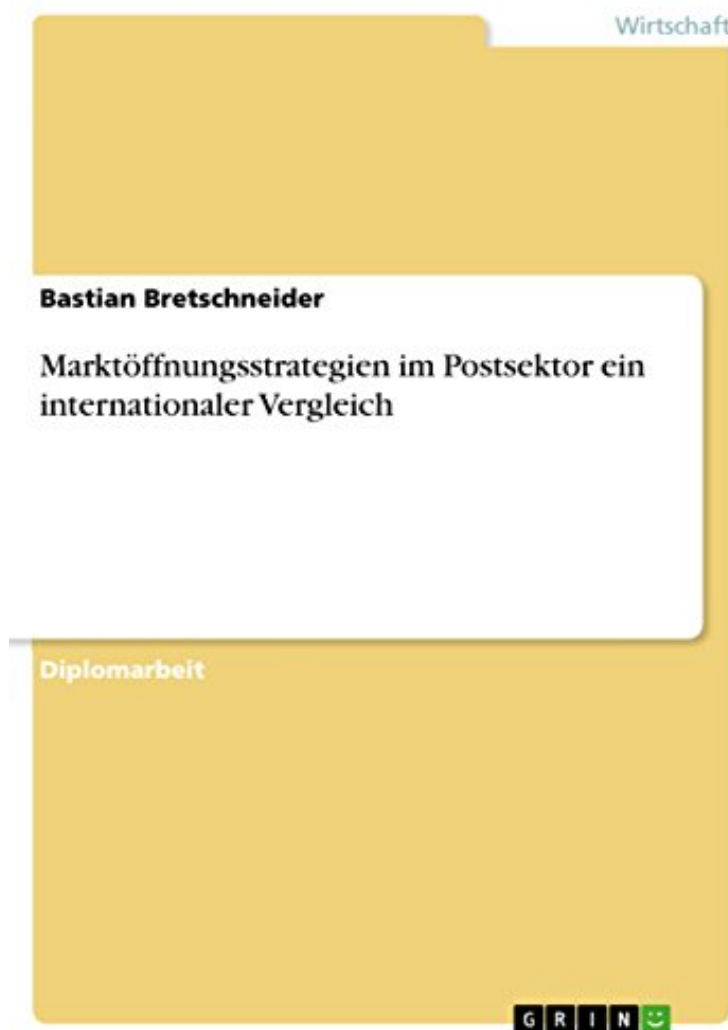 Wirtschaft
Bastian Bretschneider
Marktöffnungsstrategien im Postsektor ein
internationaler Vergleich
Diplomarbeit
GRIN